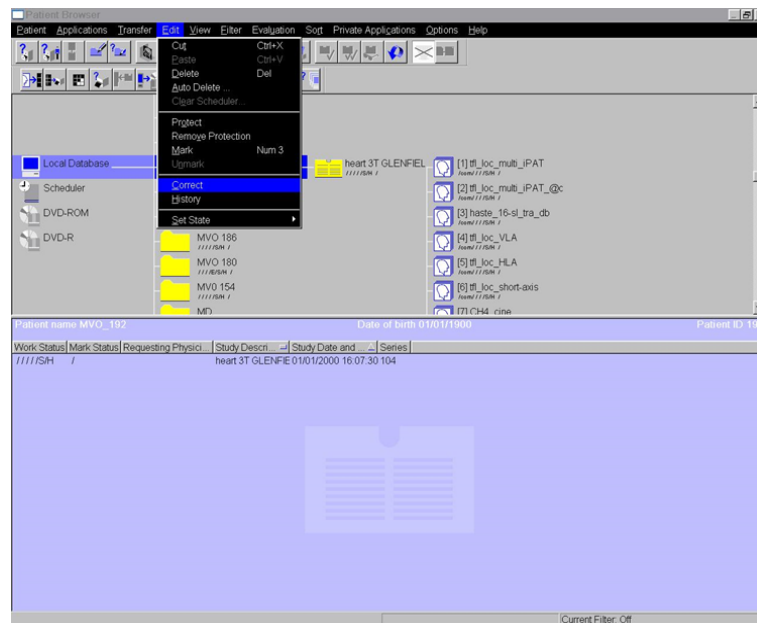 Patient Browser
Patient Applications Transfer Edit View Filter Evaluation Sort Private Applications Options Help
Cut Ctrl+X
Paste Ctrl+V
Delete Del
Auto Delete ...
Clear Scheduler...
Protect
Remove Protection
Mark Num 3
Unmark
Correct
History
Set State
Local Database
Scheduler
DVD-ROM
DVD-R
MVO 186
MVO 180
MV0 154
MD
heart 3T GLENFIEL
[1] tfl_loc_multi_iPAT
[2] tfl_loc_multi_iPAT_@c
[3] haste_16-sl_tra_db
[4] tfl_loc_VLA
[5] tfl_loc_HLA
[6] tfl_loc_short-axis
[7] CH4_cine
Patient name MVO_192 Date of birth 01/01/1900 Patient ID 19
Work Status Mark Status Requesting Physici... Study Descri... Study Date and ... Series
/////S/H / heart 3T GLENFIE 01/01/2000 16:07:30 104
Current Filter: Off